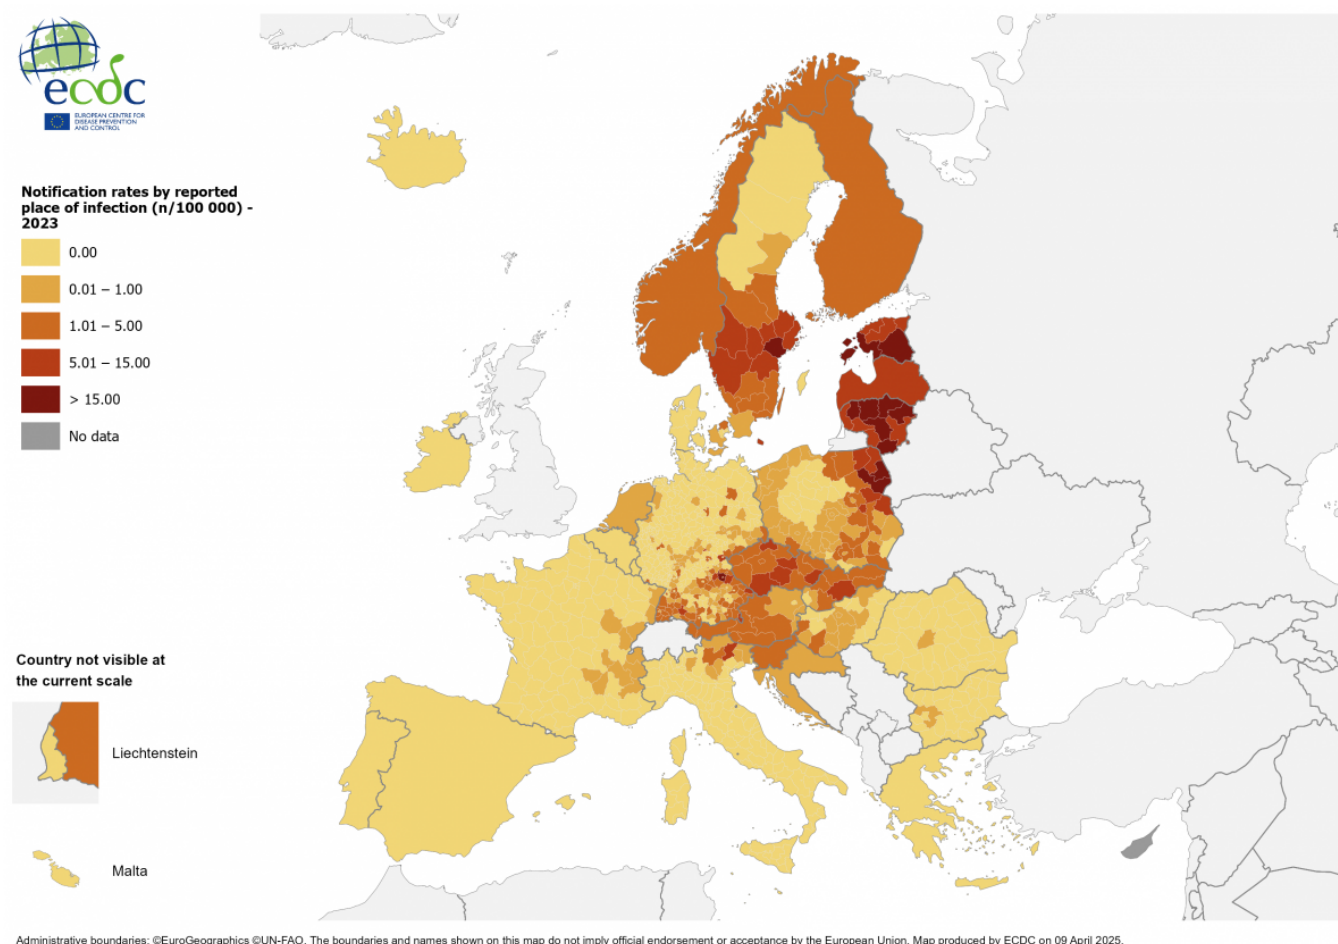 ecdc
EUROPEAN CENTRE FOR
DISEASE PREVENTION
AND CONTROL
Notification rates by reported
place of infection (n/100 000) -
2023
0.00
0.01 – 1.00
1.01 – 5.00
5.01 – 15.00
> 15.00
No data
Country not visible at
the current scale
Liechtenstein
Malta
Administrative boundaries: ©EuroGeographics ©UN-FAO. The boundaries and names shown on this map do not imply official endorsement or acceptance by the European Union. Map produced by ECDC on 09 April 2025.